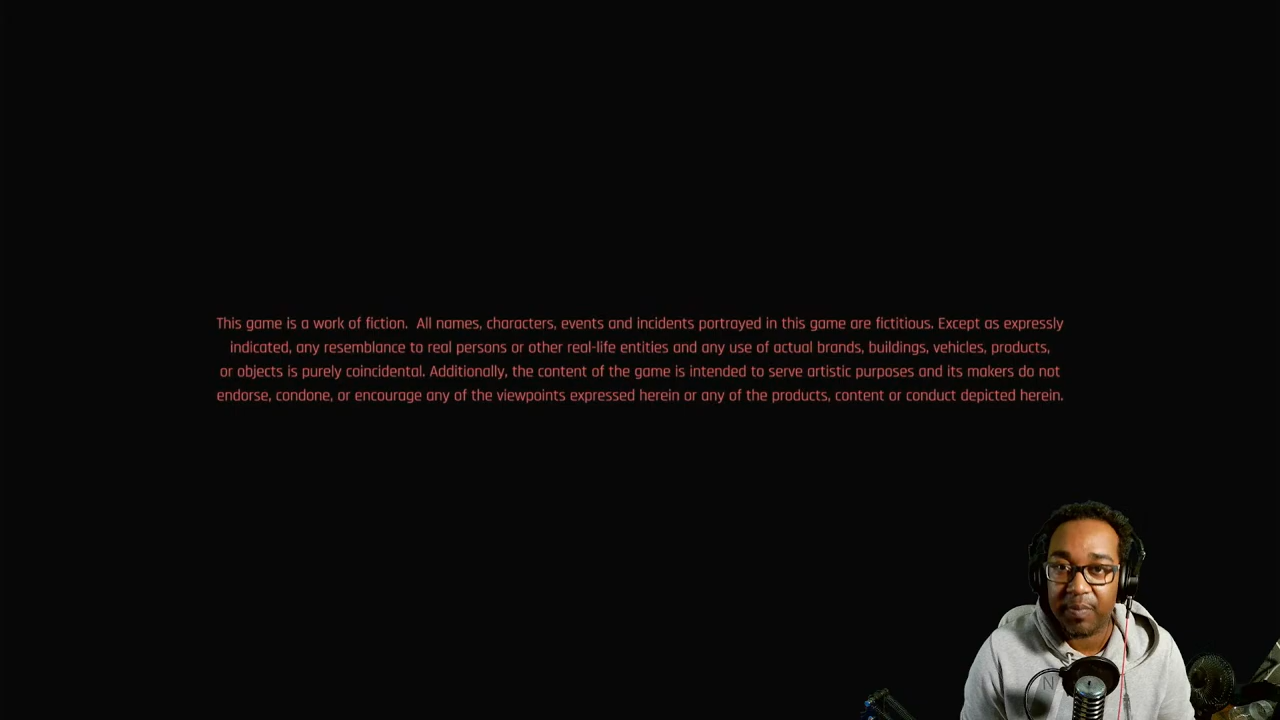 This game is a work of fiction.  All names, characters, events and incidents portrayed in this game are fictitious. Except as expressly
indicated, any resemblance to real persons or other real-life entities and any use of actual brands, buildings, vehicles, products,
or objects is purely coincidental. Additionally, the content of the game is intended to serve artistic purposes and its makers do not
endorse, condone, or encourage any of the viewpoints expressed herein or any of the products, content or conduct depicted herein.
N